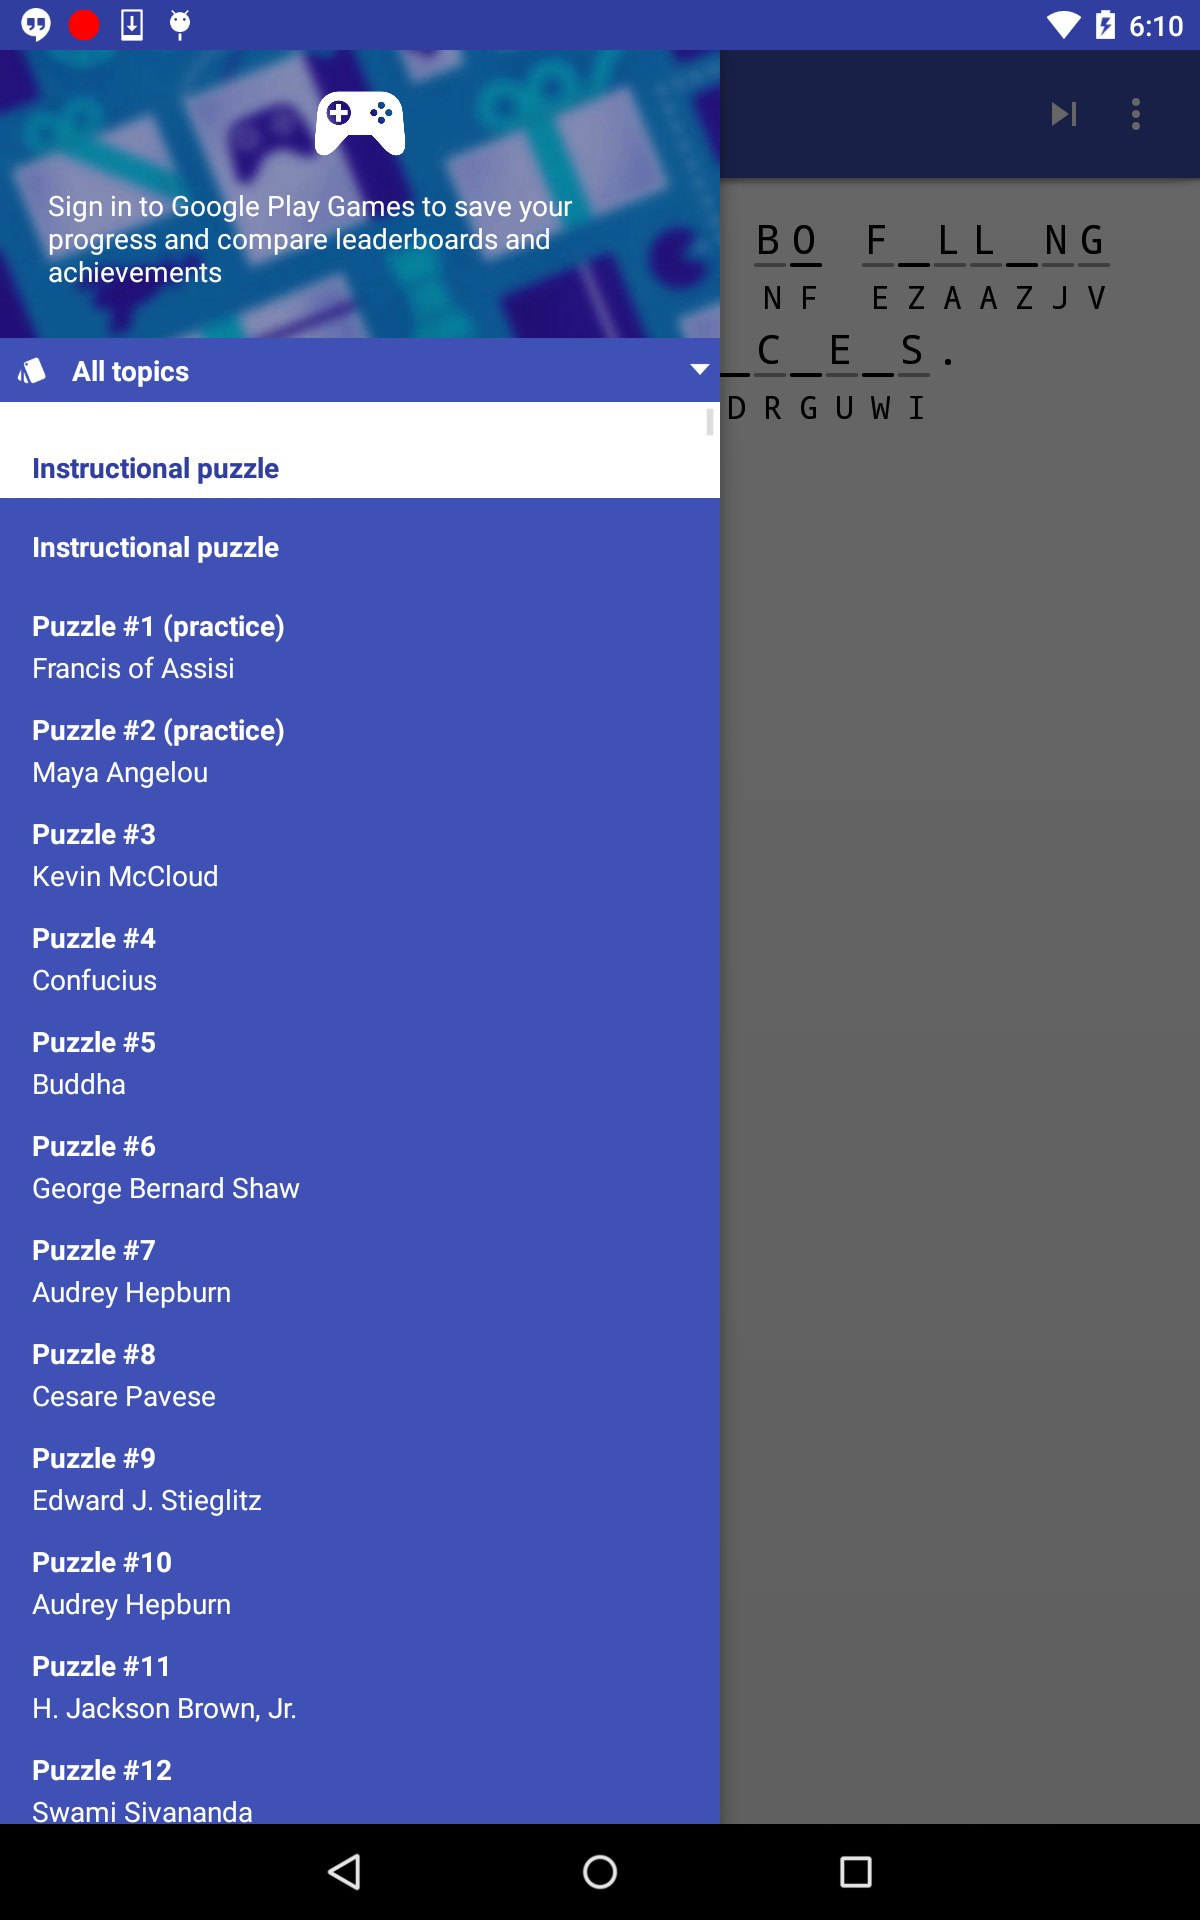 6:10
Sign in to Google Play Games to save your
progress and compare leaderboards and
achievements
All topics
Instructional puzzle
Instructional puzzle
Puzzle #1 (practice)
Francis of Assisi
Puzzle #2 (practice)
Maya Angelou
Puzzle #3
Kevin McCloud
Puzzle #4
Confucius
Puzzle #5
Buddha
Puzzle #6
George Bernard Shaw
Puzzle #7
Audrey Hepburn
Puzzle #8
Cesare Pavese
Puzzle #9
Edward J. Stieglitz
Puzzle #10
Audrey Hepburn
Puzzle #11
H. Jackson Brown, Jr.
Puzzle #12
Swami Sivananda
B O F _ L L _ N G
N F E Z A A Z J V
_ C _ E _ S .
D R G U W I